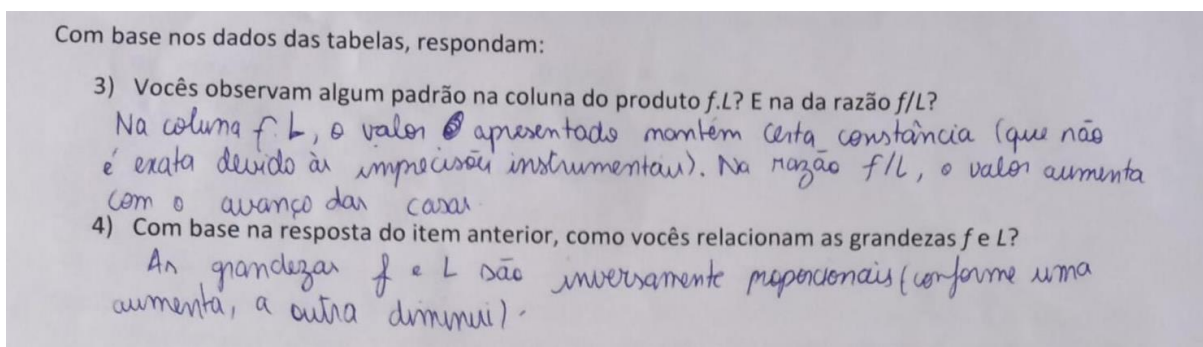 Com base nos dados das tabelas, respondam:
3) Vocês observam algum padrão na coluna do produto f.L? E na da razão f/L?
Na coluna f.L, o valor apresentado mantém certa constância (que não
é exata devido às imprecisões instrumentais). Na razão f/L, o valor aumenta
com o avanço das casas.
4) Com base na resposta do item anterior, como vocês relacionam as grandezas f e L?
As grandezas f e L são inversamente proporcionais (conforme uma
aumenta, a outra diminui).